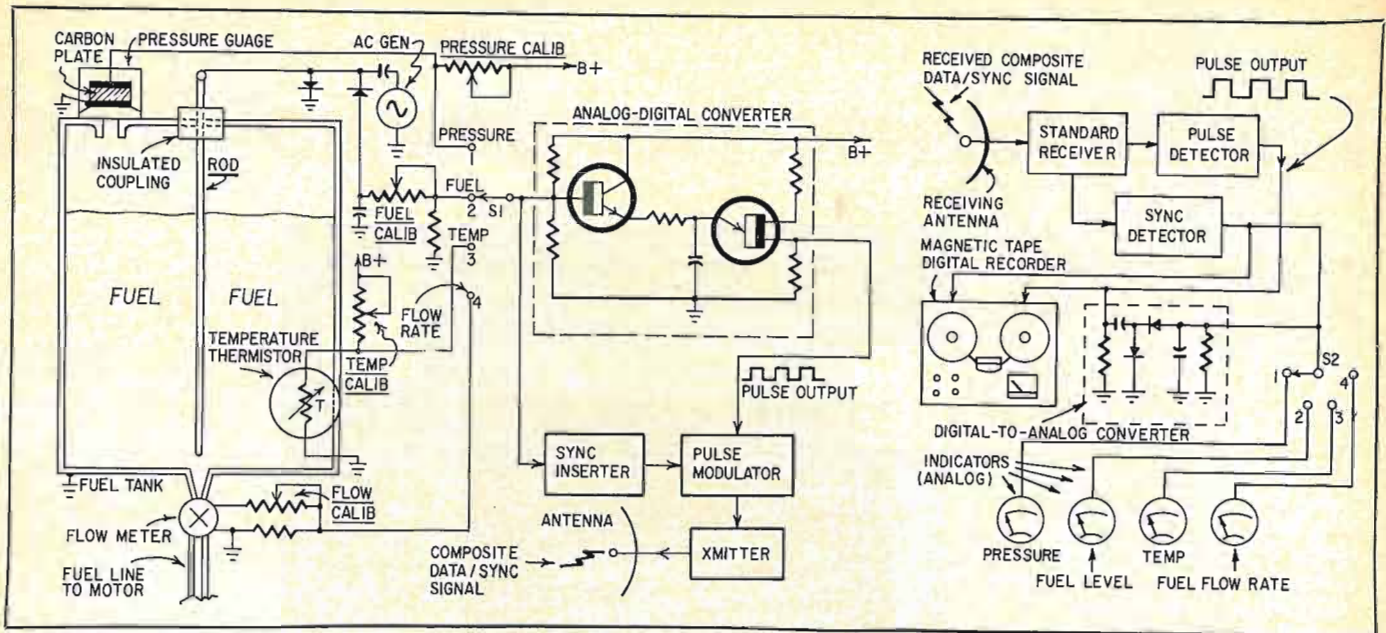 CARBON
PLATE
PRESSURE GUAGE
AC GEN
PRESSURE CALIB
B+
INSULATED
COUPLING
ROD
PRESSURE
1
FUEL
2
S1
FUEL
CALIB
TEMP
3
B+
4
FLOW
RATE
FUEL
FUEL
TEMPERATURE
THERMISTOR
T
TEMP
CALIB
FUEL TANK
FLOW
CALIB
FLOW METER
FUEL LINE
TO MOTOR
ANALOG-DIGITAL CONVERTER
B+
PULSE OUTPUT
SYNC
INSERTER
PULSE
MODULATOR
ANTENNA
XMITTER
COMPOSITE
DATA/SYNC
SIGNAL
RECEIVED COMPOSITE
DATA/SYNC SIGNAL
PULSE OUTPUT
STANDARD
RECEIVER
PULSE
DETECTOR
RECEIVING
ANTENNA
SYNC
DETECTOR
MAGNETIC TAPE
DIGITAL RECORDER
S2
1
4
2
3
DIGITAL-TO-ANALOG CONVERTER
INDICATORS
(ANALOG)
PRESSURE
FUEL LEVEL
TEMP
FUEL FLOW RATE